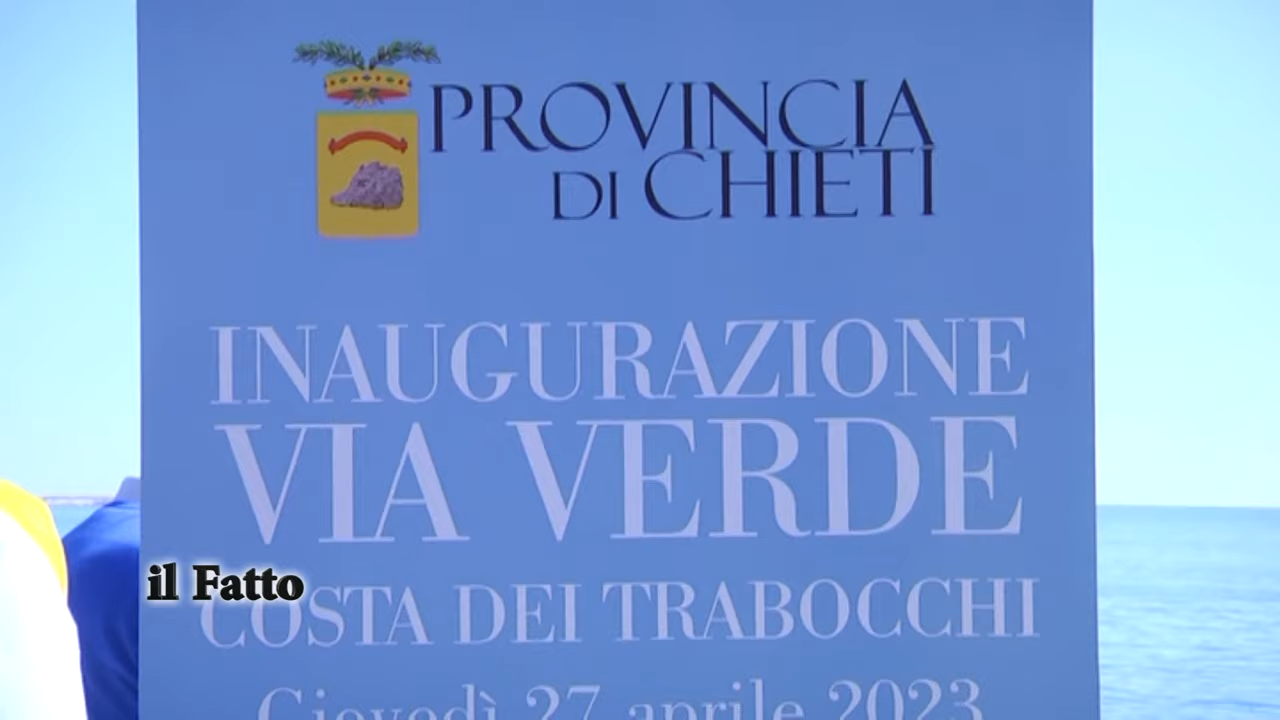 PROVINCIA
DI CHIETI
INAUGURAZIONE
VIA VERDE
il Fatto
COSTA DEI TRABOCCHI
Giovedì 27 aprile 2023